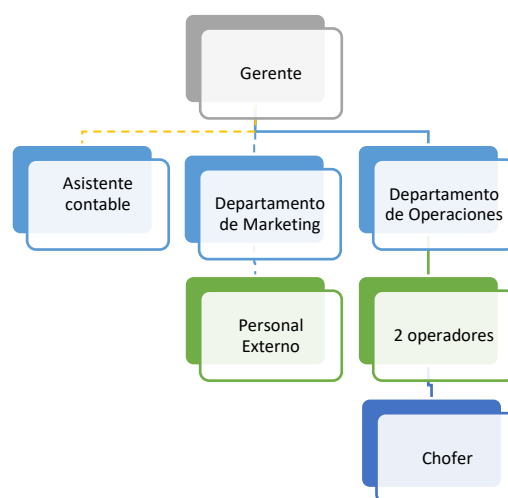 Gerente
Asistente
contable
Departamento
de Marketing
Departamento
de Operaciones
Personal
Externo
2 operadores
Chofer